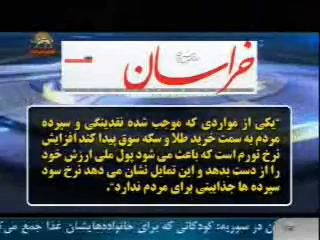 خراسان
"یکی از مواردی که موجب شده نقدینگی و سپرده
مردم به سمت خرید طلا و سکه سوق پیدا کند افزایش
نرخ تورم است که باعث می شود پول ملی ارزش خود
را از دست بدهد و این تمایل نشان می دهد نرخ سود
سپرده ها جذابیتی برای مردم ندارد".
ن در سوریه: کودکانی که برای خانواده‌هایشان غذا جمع می‌ک